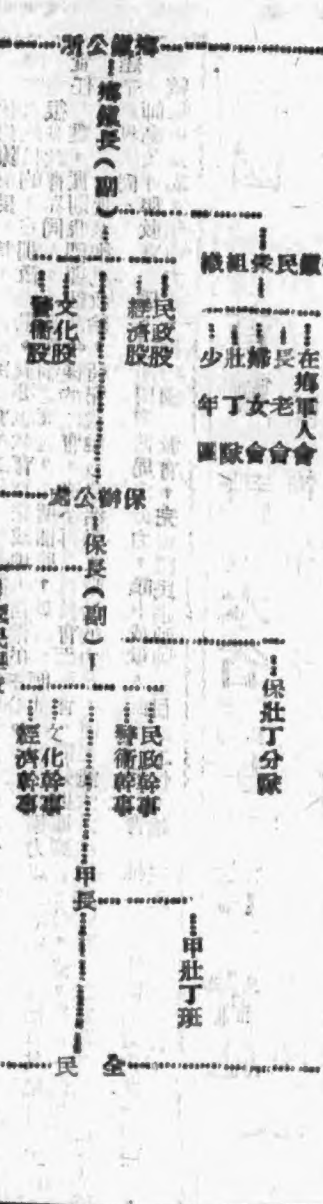 鄉鎮公所
鄉鎮長（副）
鎮民衆組織
在鄉軍人會
長老會
婦女會
壯丁隊
少年團
民政股
經濟股
文化股
警衛股
保辦公處
保長（副）
保壯丁分隊
民政幹事
警衛幹事
文化幹事
經濟幹事
甲長
甲壯丁班
全民